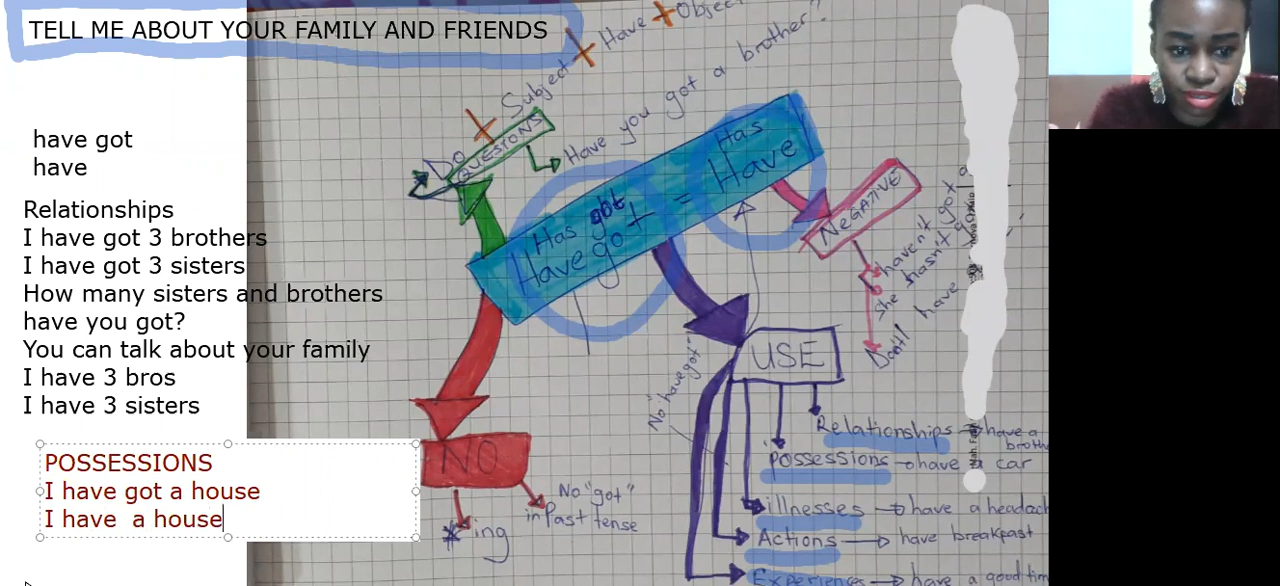 TELL ME ABOUT YOUR FAMILY AND FRIENDS
have got
have
Relationships
I have got 3 brothers
I have got 3 sisters
How many sisters and brothers
have you got?
You can talk about your family
I have 3 bros
I have 3 sisters
POSSESSIONS
I have got a house
I have a house
Do + Subject + Have + Object
QUESTIONS
Have you got a brother?
Has got = Has
Have got Have
NEGATIVE
haven't got a
She hasn't
Don't have
USE
No "have got"
Relationships → have a
broth
Possessions → have a car
illnesses → have a headach
Actions → have breakfast
Experiences → have a good tim
NO
ing
No "got"
in Past tense